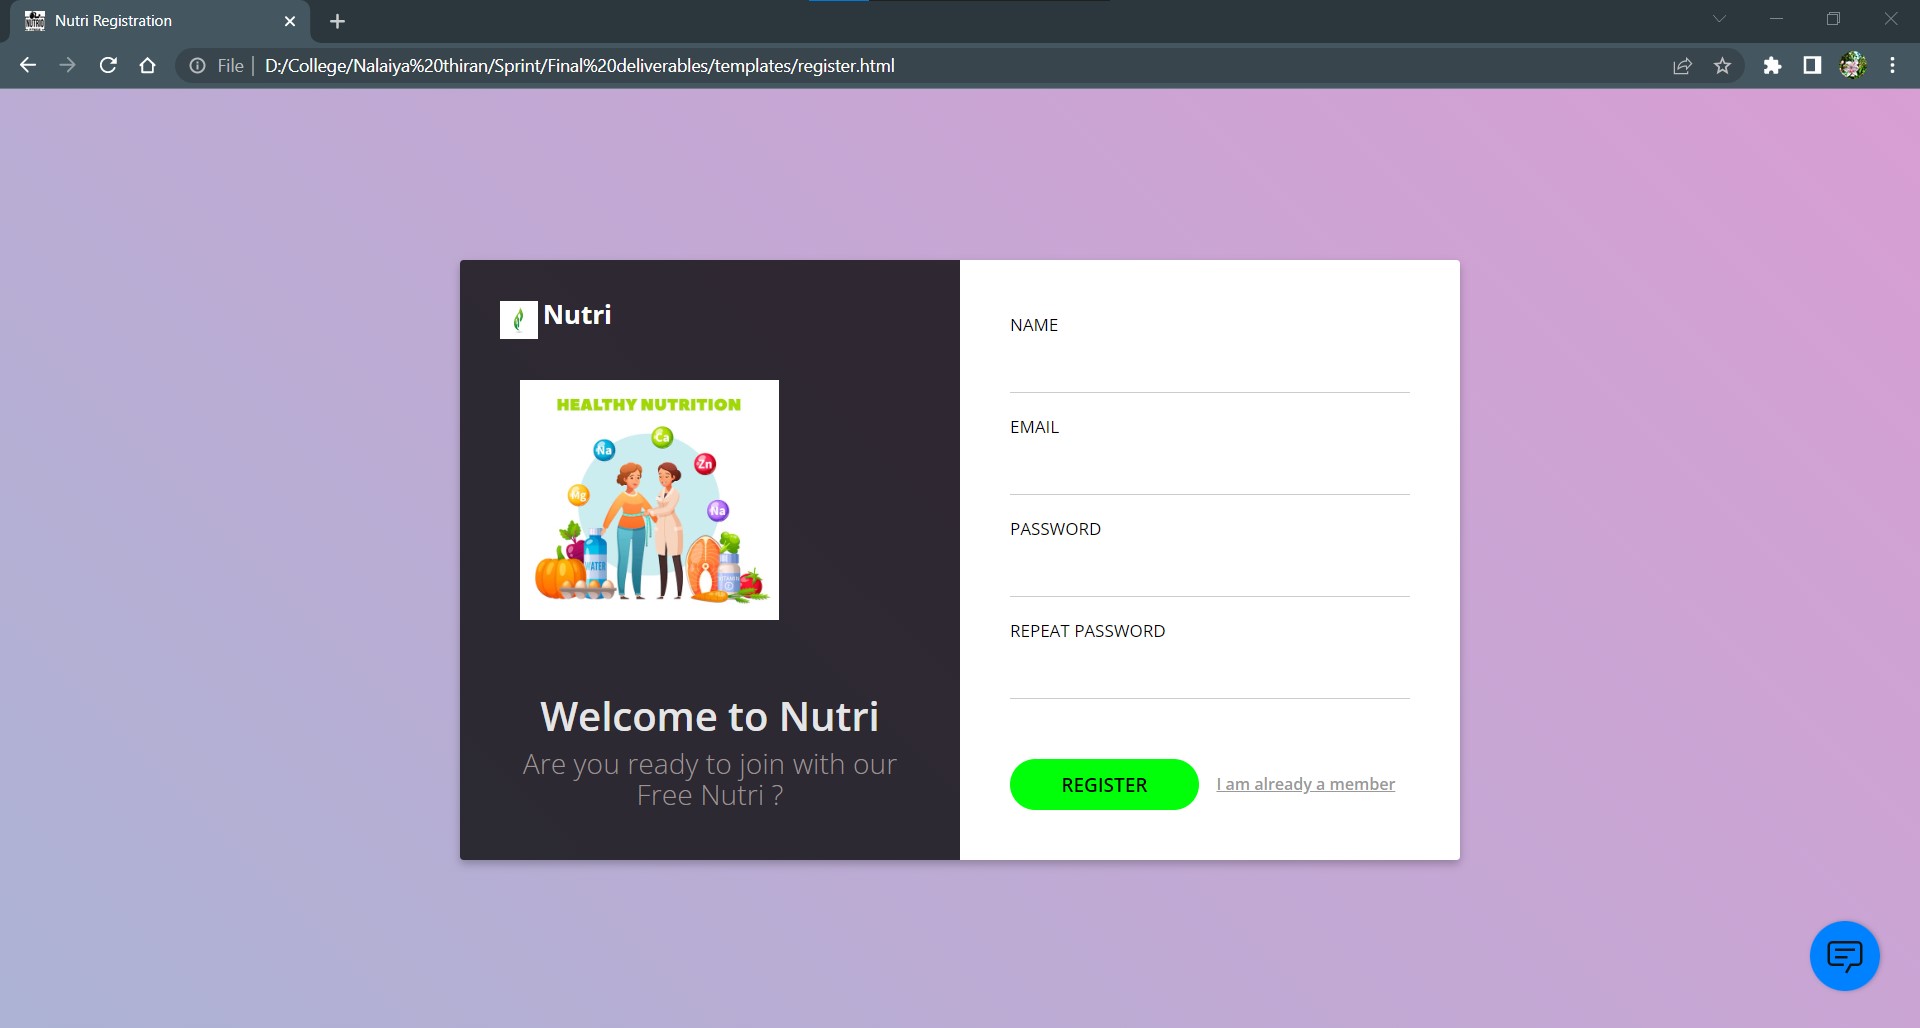 Nutri Registration
File | D:/College/Nalaiya%20thiran/Sprint/Final%20deliverables/templates/register.html
Nutri
HEALTHY NUTRITION
Na
Ca
Zn
Mg
Na
WATER
VITAMIN
Welcome to Nutri
Are you ready to join with our
Free Nutri ?
NAME
EMAIL
PASSWORD
REPEAT PASSWORD
REGISTER
I am already a member